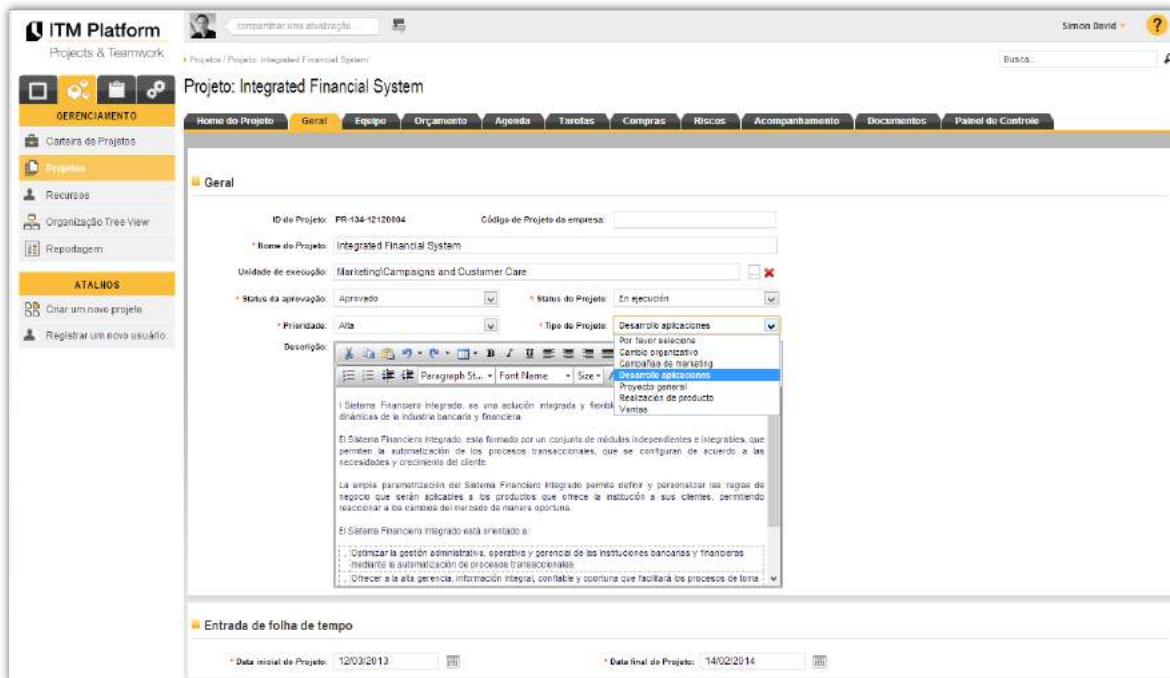 ITM Platform
Projects & Teamwork
compartilhar uma atualização ...
Simon David
?
Projetos / Projeto: Integrated Financial System
Busca...
Projeto: Integrated Financial System
Home do Projeto Geral Equipe Orçamento Agenda Tarefas Compras Riscos Acompanhamento Documentos Painel de Controle
GERENCIAMENTO
Carteira de Projetos
Projetos
Recursos
Organização Tree View
Reportagem
ATALHOS
Criar um novo projeto
Registrar um novo usuário
Geral
ID do Projeto: PR-134-12120004 Código de Projeto da empresa:
* Nome do Projeto: Integrated Financial System
Unidade de execução: Marketing\Campaigns and Customer Care ...
* Status da aprovação: Aprovado * Status do Projeto: En ejecución
* Prioridade: Alta * Tipo do Projeto: Desarrollo aplicaciones
Por favor selecione
Cambio organizativo
Campañas de marketing
Desarrollo aplicaciones
Proyecto general
Realización de producto
Ventas
Descrição:
B I U
Paragraph St... Font Name Size
l Sistema Financiero Integrado, es una solución integrada y flexibl
dinámicas de la industria bancaria y financiera.
El Sistema Financiero Integrado, esta formado por un conjunto de módulos independientes e integrables, que
permiten la automatización de los procesos transaccionales, que se configuran de acuerdo a las
necesidades y crecimiento del cliente.
La amplia parametrización del Sistema Financiero Integrado permite definir y personalizar las reglas de
negocio que serán aplicables a los productos que ofrece la institución a sus clientes, permitiendo
reaccionar a los cambios del mercado de manera oportuna.
El Sistema Financiero Integrado está orientado a:
. Optimizar la gestión administrativa, operativa y gerencial de las instituciones bancarias y financieras
mediante la automatización de procesos transaccionales.
. Ofrecer a la alta gerencia, información integral, confiable y oportuna que facilitará los procesos de toma
Entrada de folha de tempo
* Data inicial do Projeto: 12/03/2013 * Data final do Projeto: 14/02/2014